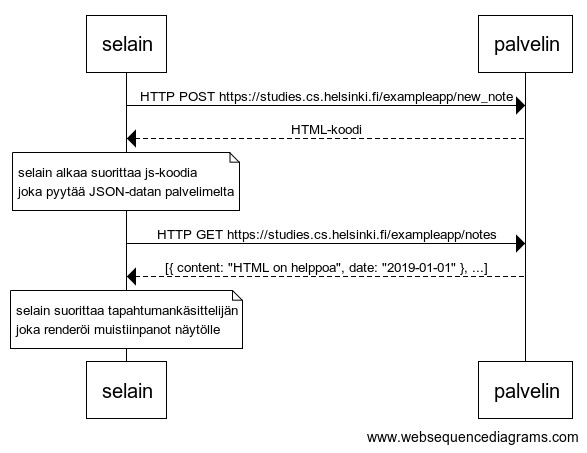 selain
palvelin
HTTP POST https://studies.cs.helsinki.fi/exampleapp/new_note
HTML-koodi
selain alkaa suorittaa js-koodia
joka pyytää JSON-datan palvelimelta
HTTP GET https://studies.cs.helsinki.fi/exampleapp/notes
[{ content: "HTML on helppoa", date: "2019-01-01" }, ...]
selain suorittaa tapahtumankäsittelijän
joka renderöi muistiinpanot näytölle
selain
palvelin
www.websequencediagrams.com